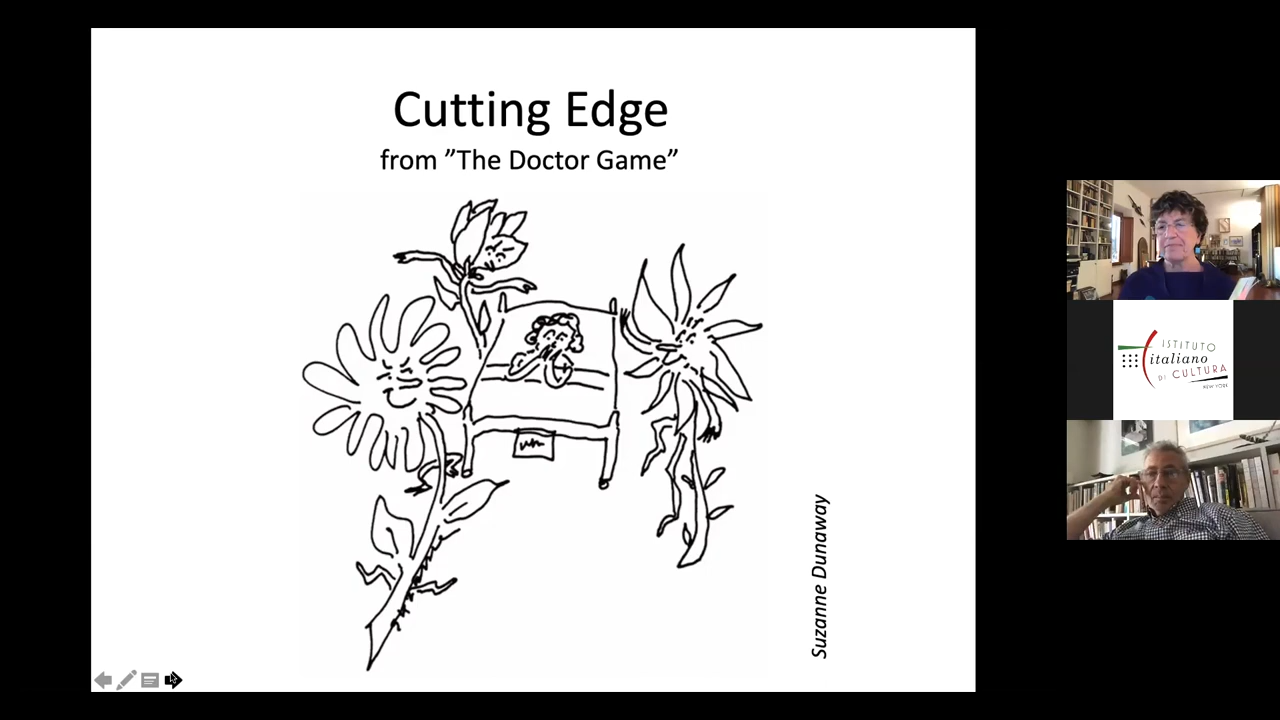 Cutting Edge
from ”The Doctor Game”
Suzanne Dunaway
ISTITUTO
italiano
DI CULTURA
NEW YORK